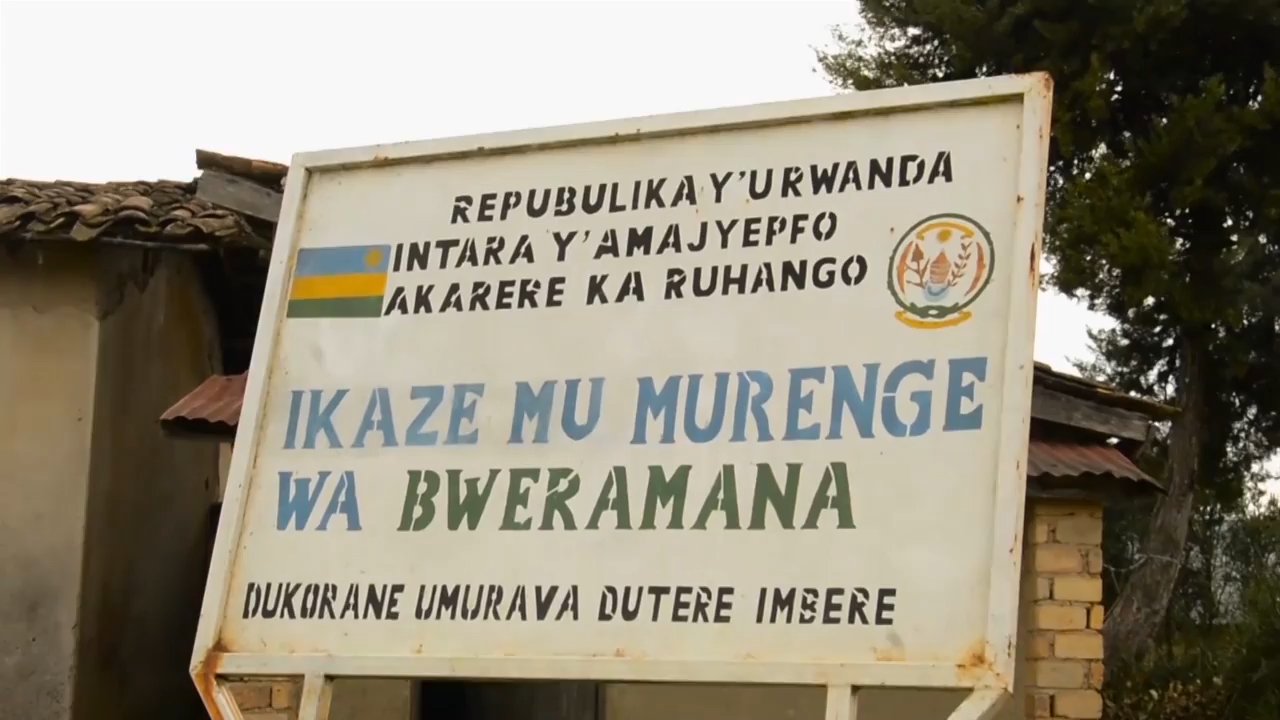 REPUBULIKA Y'URWANDA
INTARA Y'AMAJYEPFO
AKARERE KA RUHANGO
IKAZE MU MURENGE
WA BWERAMANA
DUKORANE UMURAVA DUTERE IMBERE